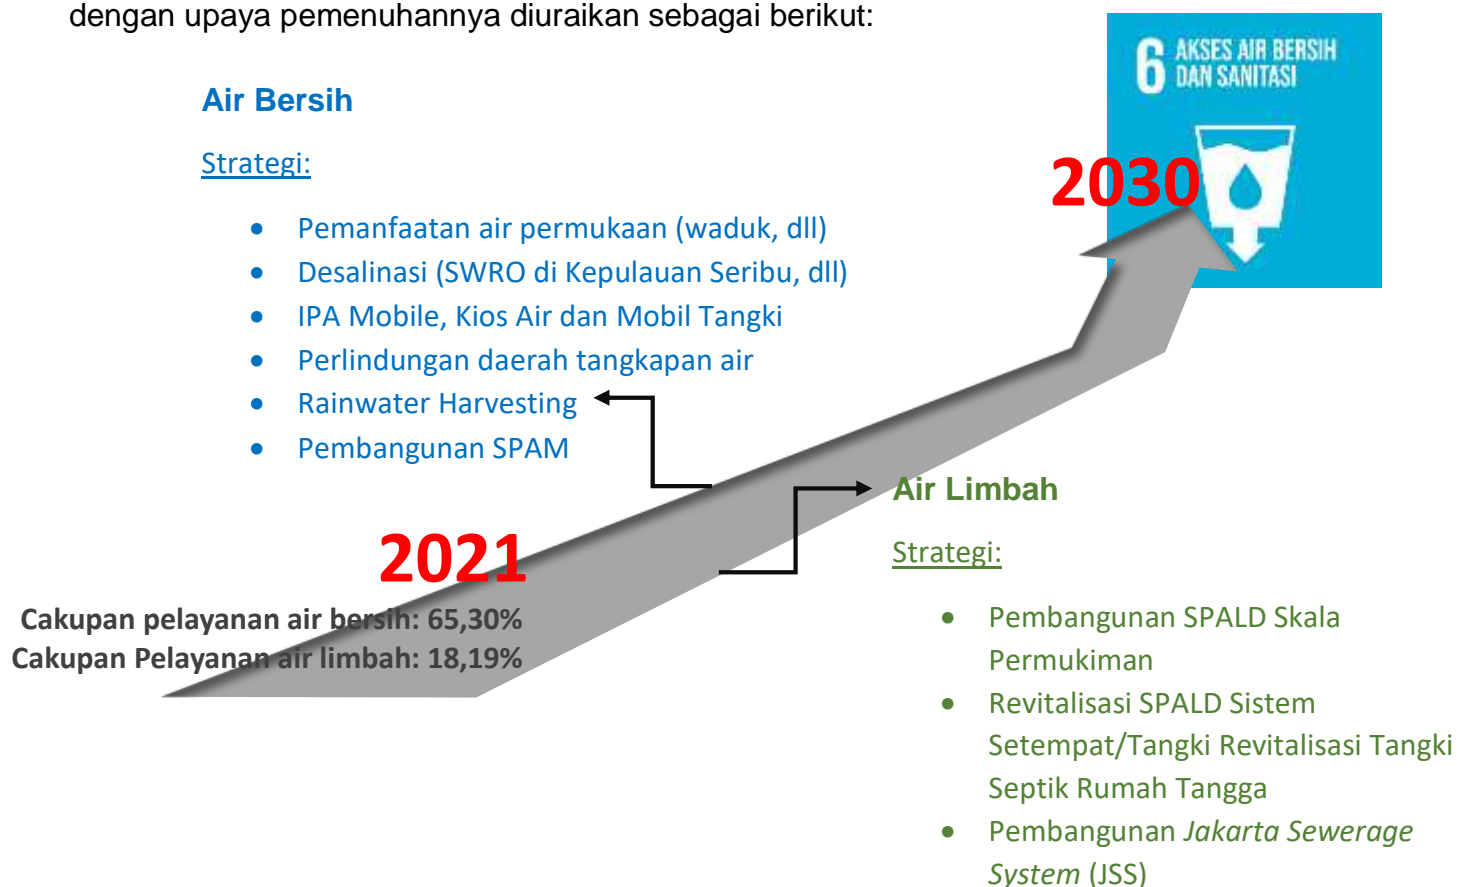 dengan upaya pemenuhannya diuraikan sebagai berikut:
6 AKSES AIR BERSIH
DAN SANITASI
Air Bersih
Strategi:
2030
• Pemanfaatan air permukaan (waduk, dll)
• Desalinasi (SWRO di Kepulauan Seribu, dll)
• IPA Mobile, Kios Air dan Mobil Tangki
• Perlindungan daerah tangkapan air
• Rainwater Harvesting
• Pembangunan SPAM
2021
Cakupan pelayanan air bersih: 65,30%
Cakupan Pelayanan air limbah: 18,19%
Air Limbah
Strategi:
• Pembangunan SPALD Skala
Permukiman
• Revitalisasi SPALD Sistem
Setempat/Tangki Revitalisasi Tangki
Septik Rumah Tangga
• Pembangunan Jakarta Sewerage
System (JSS)